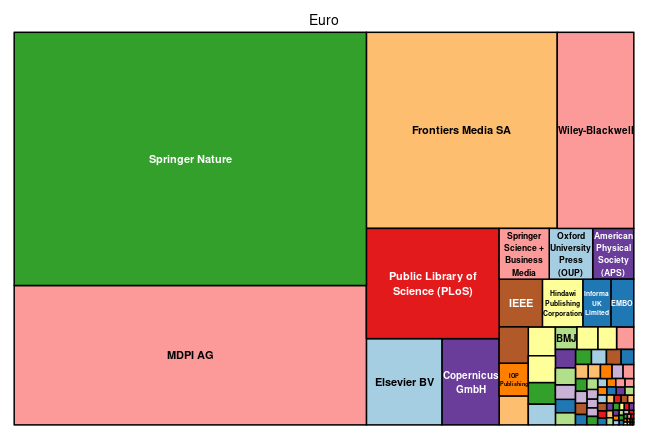 Euro
Springer Nature
Frontiers Media SA
Wiley-Blackwell
MDPI AG
Public Library of
Science (PLoS)
Springer
Science +
Business
Media
Oxford
University
Press
(OUP)
American
Physical
Society
(APS)
IEEE
Hindawi
Publishing
Corporation
Informa
UK
Limited
EMBO
Elsevier BV
Copernicus
GmbH
BMJ
IOP
Publishing